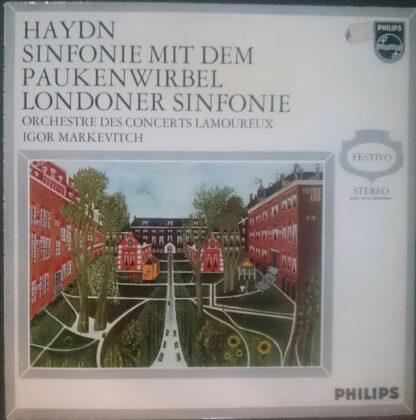 HAYDN
SINFONIE MIT DEM
PAUKENWIRBEL
LONDONER SINFONIE
ORCHESTRE DES CONCERTS LAMOUREUX
IGOR MARKEVITCH
PHILIPS
FESTIVO
STEREO
PHILIPS